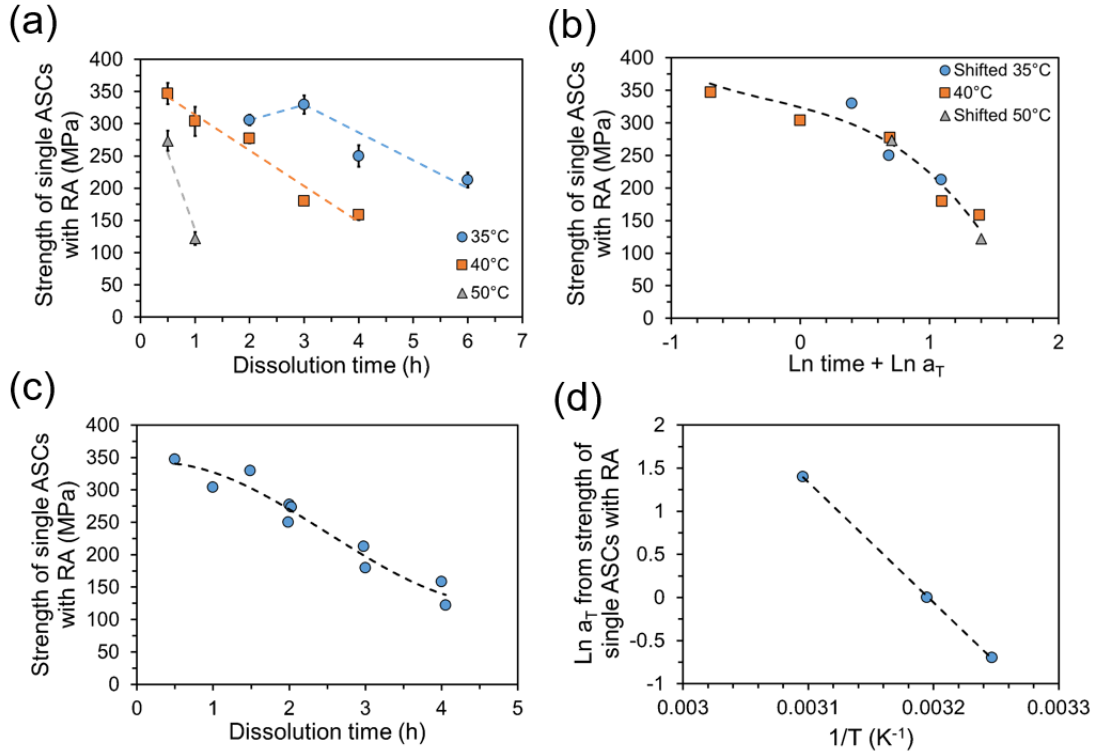 (a)
Strength of single ASCs
with RA (MPa)
400
350
300
250
200
150
100
50
0
0 1 2 3 4 5 6 7
Dissolution time (h)
35°C
40°C
50°C
(b)
Strength of single ASCs
with RA (MPa)
400
350
300
250
200
150
100
50
0
-1 0 1 2
Ln time + Ln a_T
Shifted 35°C
40°C
Shifted 50°C
(c)
Strength of single ASCs
with RA (MPa)
400
350
300
250
200
150
100
50
0
0 1 2 3 4 5
Dissolution time (h)
(d)
Ln a_T from strength of
single ASCs with RA
2
1.5
1
0.5
0
-0.5
-1
0.003 0.0031 0.0032 0.0033
1/T (K⁻¹)